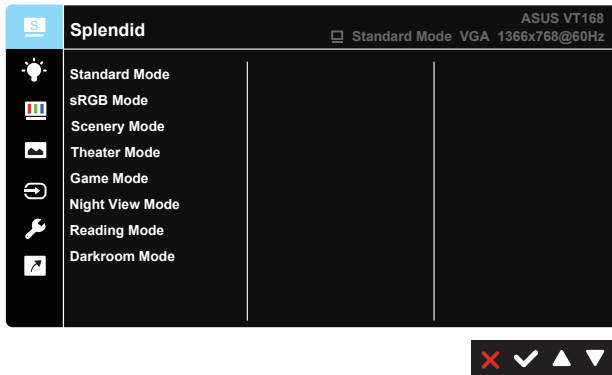 S
Splendid
ASUS VT168
Standard Mode VGA 1366x768@60Hz
Standard Mode
sRGB Mode
Scenery Mode
Theater Mode
Game Mode
Night View Mode
Reading Mode
Darkroom Mode